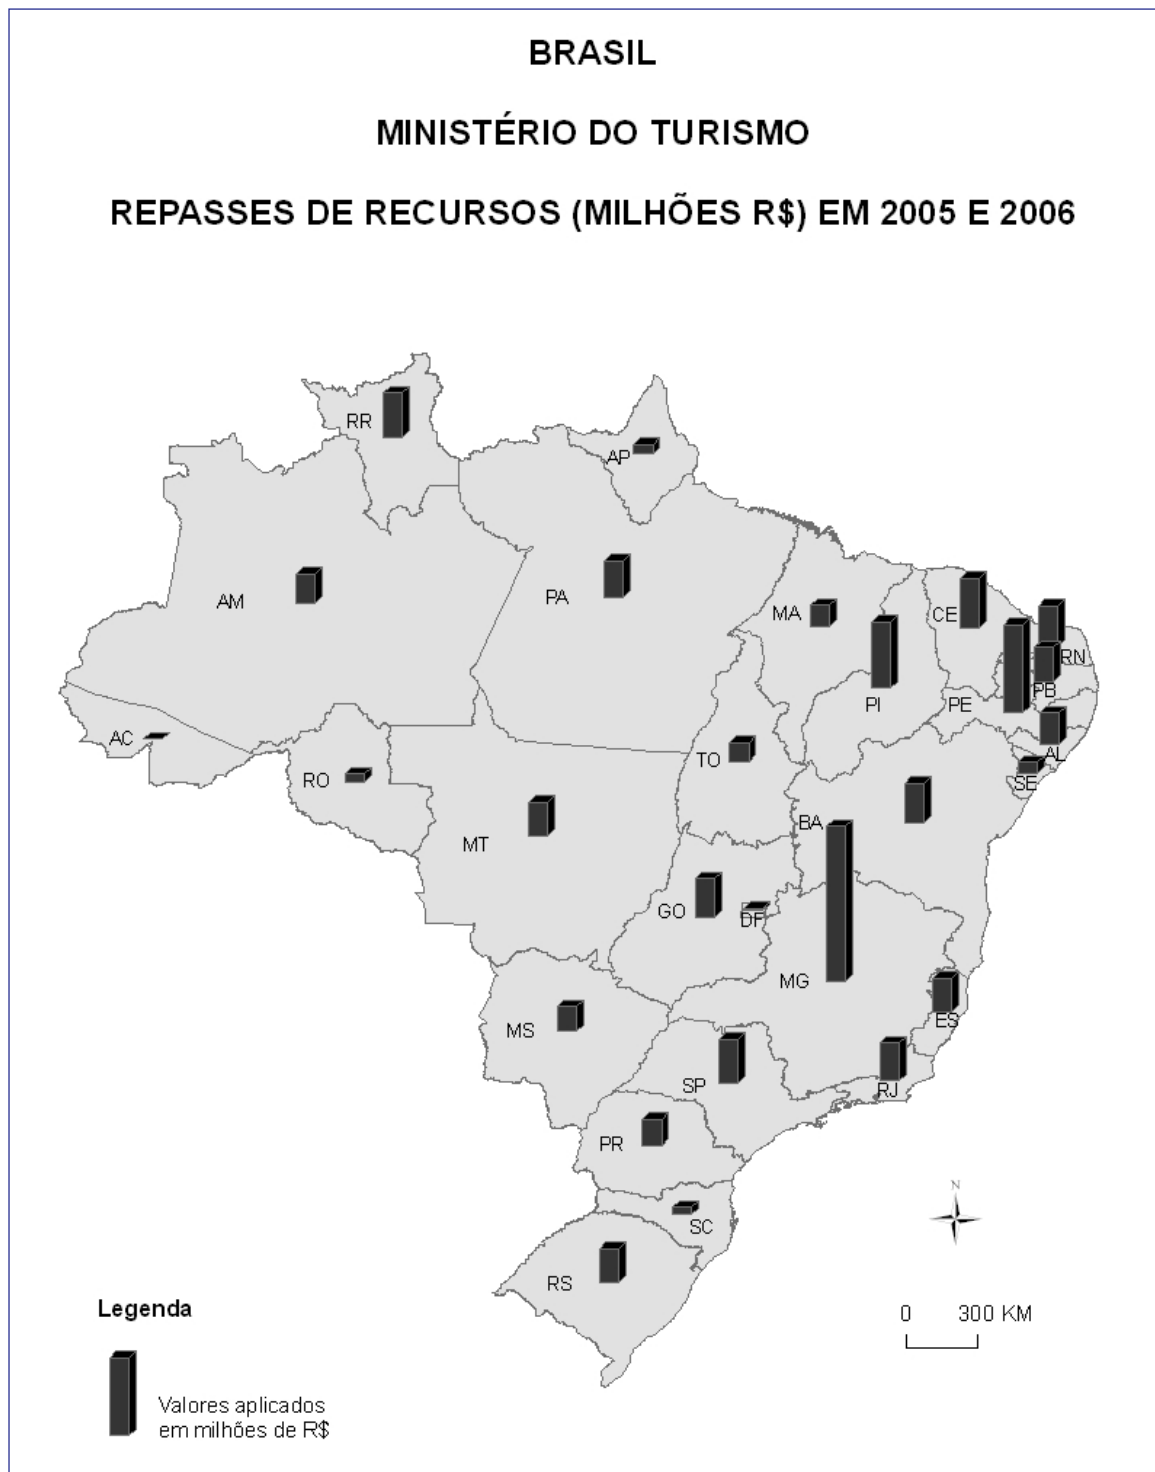 BRASIL
MINISTÉRIO DO TURISMO
REPASSES DE RECURSOS (MILHÕES R$) EM 2005 E 2006
RR
AP
AM
PA
MA
CE
RN
PB
PI
PE
AC
TO
AL
RO
SE
BA
MT
GO
DF
MG
ES
MS
SP
RJ
PR
N
SC
RS
Legenda
0 300 KM
Valores aplicados
em milhões de R$